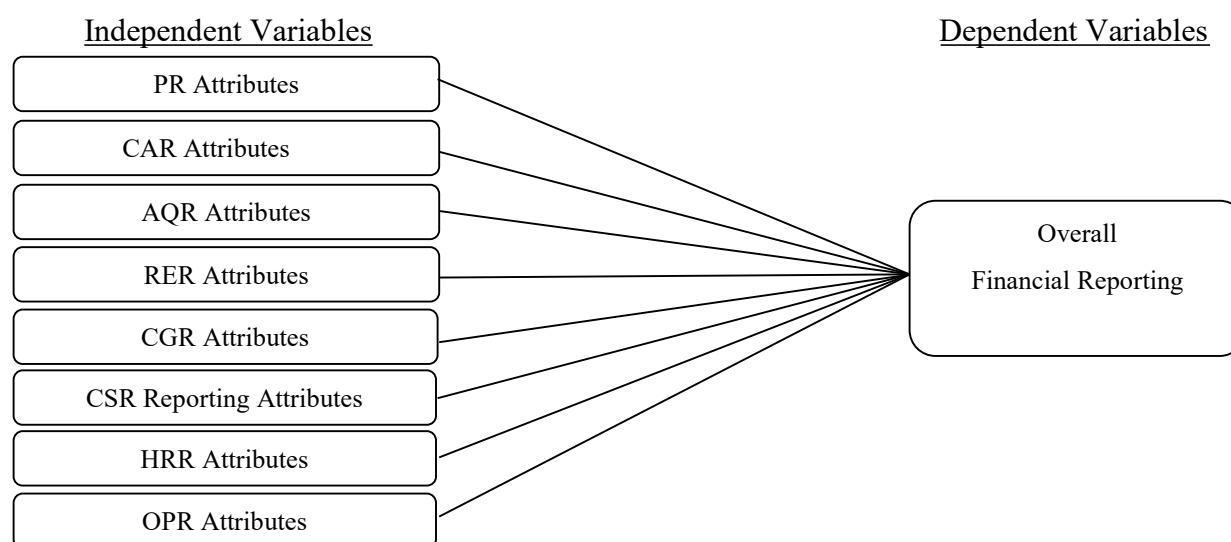 Independent Variables
Dependent Variables
PR Attributes
CAR Attributes
AQR Attributes
RER Attributes
CGR Attributes
CSR Reporting Attributes
HRR Attributes
OPR Attributes
Overall
Financial Reporting